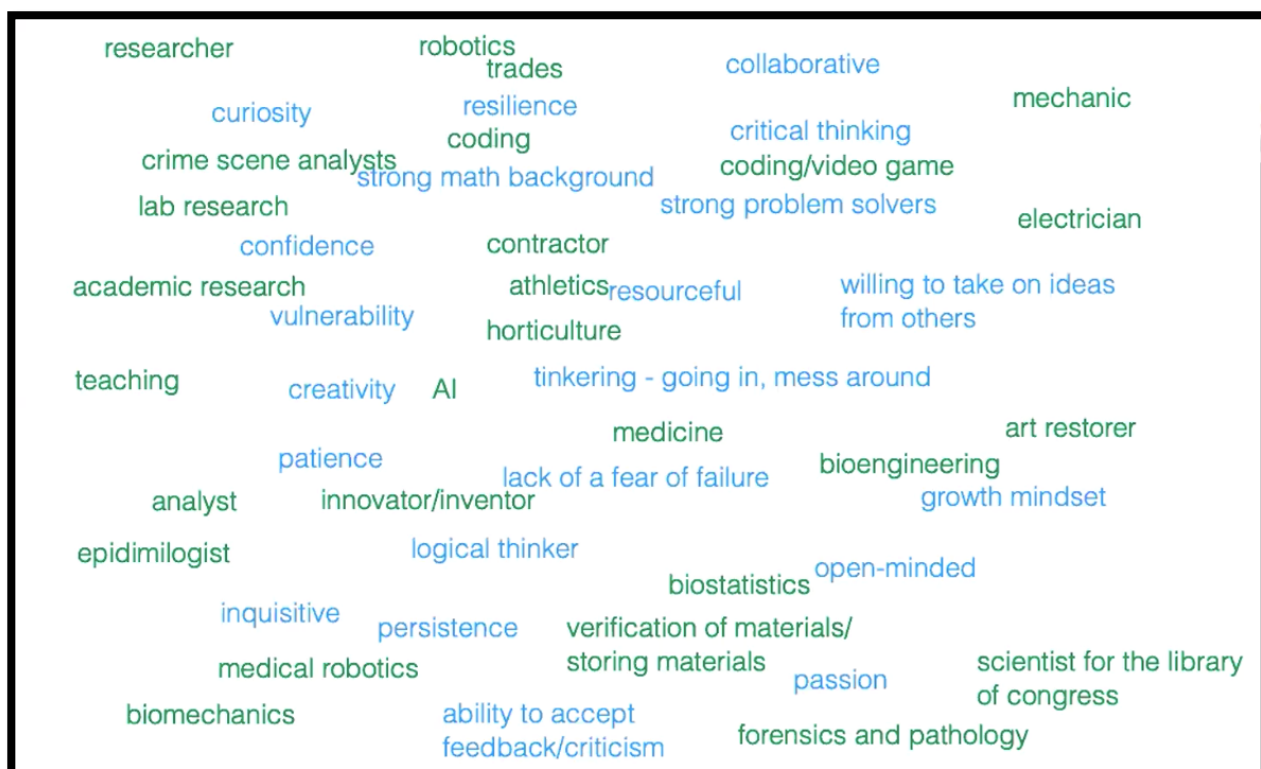 researcher
robotics
trades
collaborative
mechanic
curiosity
resilience
coding
critical thinking
crime scene analysts
strong math background
coding/video game
lab research
strong problem solvers
electrician
confidence
contractor
academic research
athletics
resourceful
willing to take on ideas
from others
vulnerability
horticulture
teaching
creativity
AI
tinkering - going in, mess around
medicine
art restorer
patience
lack of a fear of failure
bioengineering
growth mindset
analyst
innovator/inventor
epidimilogist
logical thinker
open-minded
biostatistics
inquisitive
persistence
verification of materials/
storing materials
medical robotics
passion
scientist for the library
of congress
biomechanics
ability to accept
feedback/criticism
forensics and pathology